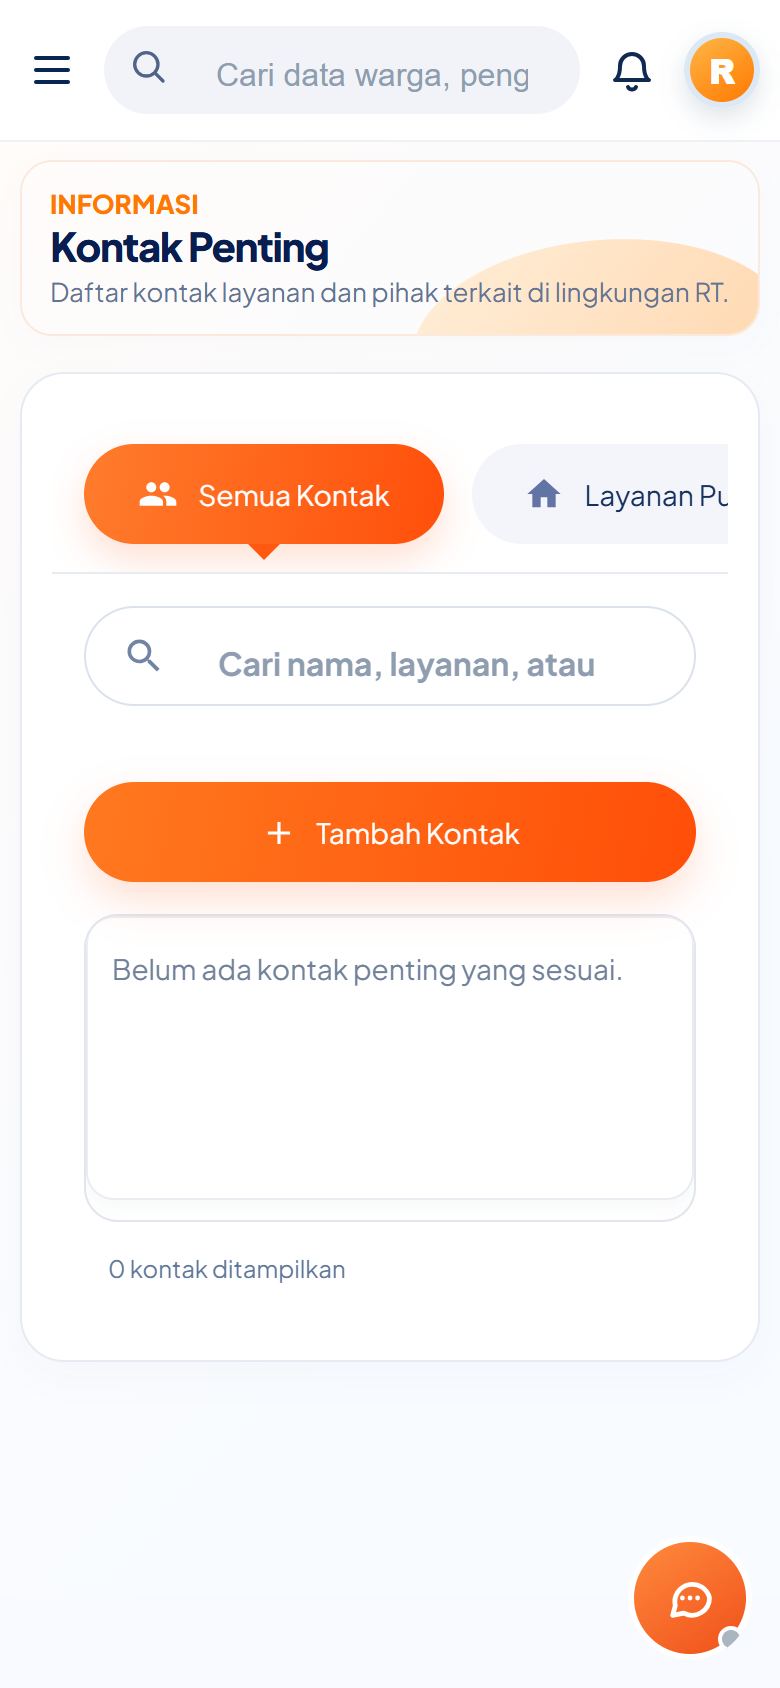 Cari data warga, peng
R
INFORMASI
Kontak Penting
Daftar kontak layanan dan pihak terkait di lingkungan RT.
Semua Kontak
Layanan Pu
Cari nama, layanan, atau
+ Tambah Kontak
Belum ada kontak penting yang sesuai.
0 kontak ditampilkan